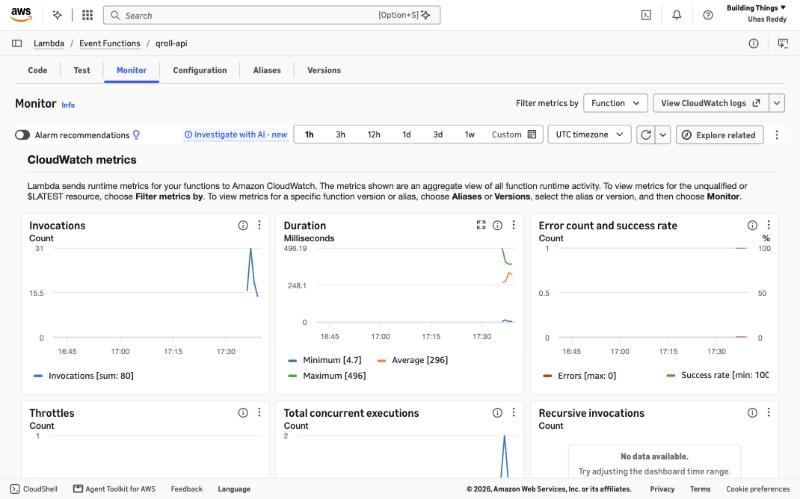 aws
Search
[Option+S]
Building Things
Uhas Reddy
Lambda / Event Functions / qroll-api
Code
Test
Monitor
Configuration
Aliases
Versions
Monitor Info
Filter metrics by
Function
View CloudWatch logs
Alarm recommendations
Investigate with AI - new
1h
3h
12h
1d
3d
1w
Custom
UTC timezone
Explore related
CloudWatch metrics
Lambda sends runtime metrics for your functions to Amazon CloudWatch. The metrics shown are an aggregate view of all function runtime activity. To view metrics for the unqualified or
$LATEST resource, choose Filter metrics by. To view metrics for a specific function version or alias, choose Aliases or Versions, select the alias or version, and then choose Monitor.
Invocations
Count
31
15.5
0
16:45 17:00 17:15 17:30
Invocations [sum: 80]
Duration
Milliseconds
496.19
248.1
0
16:45 17:00 17:15 17:30
Minimum [4.7] Average [296]
Maximum [496]
Error count and success rate
Count %
1 100
0.5 50
0 0
16:45 17:00 17:15 17:30
Errors [max: 0] Success rate [min: 100
Throttles
Count
1
Total concurrent executions
Count
2
Recursive invocations
Count
No data available.
Try adjusting the dashboard time range.
CloudShell
Agent Toolkit for AWS
Feedback
Language
© 2026, Amazon Web Services, Inc. or its affiliates.
Privacy
Terms
Cookie preferences